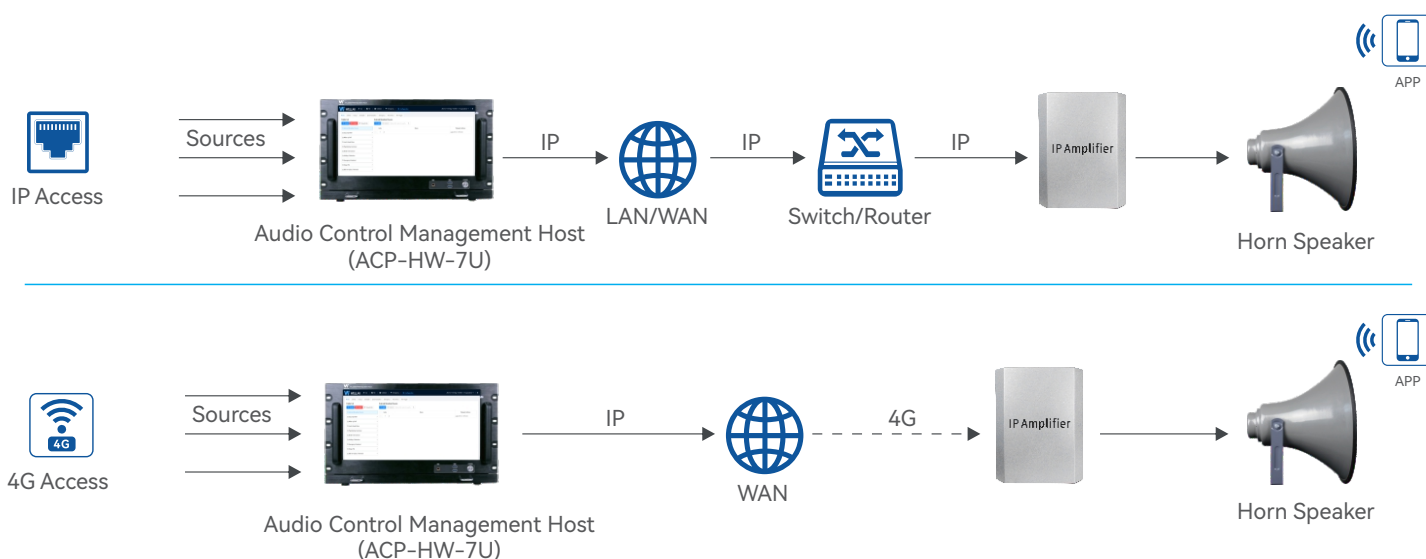 APP
IP Access
Sources
IP
LAN/WAN
IP
Switch/Router
IP
IP Amplifier
Horn Speaker
Audio Control Management Host
(ACP-HW-7U)
APP
4G
4G Access
Sources
IP
WAN
4G
IP Amplifier
Horn Speaker
Audio Control Management Host
(ACP-HW-7U)